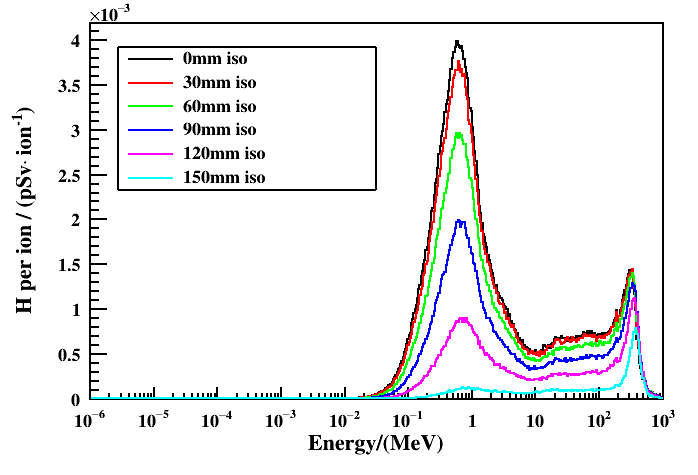 ×10⁻³
4
3.5
3
2.5
2
1.5
1
0.5
0
H per ion / (pSv· ion⁻¹)
0mm iso
30mm iso
60mm iso
90mm iso
120mm iso
150mm iso
10⁻⁶ 10⁻⁵ 10⁻⁴ 10⁻³ 10⁻² 10⁻¹ 1 10 10² 10³
Energy/(MeV)